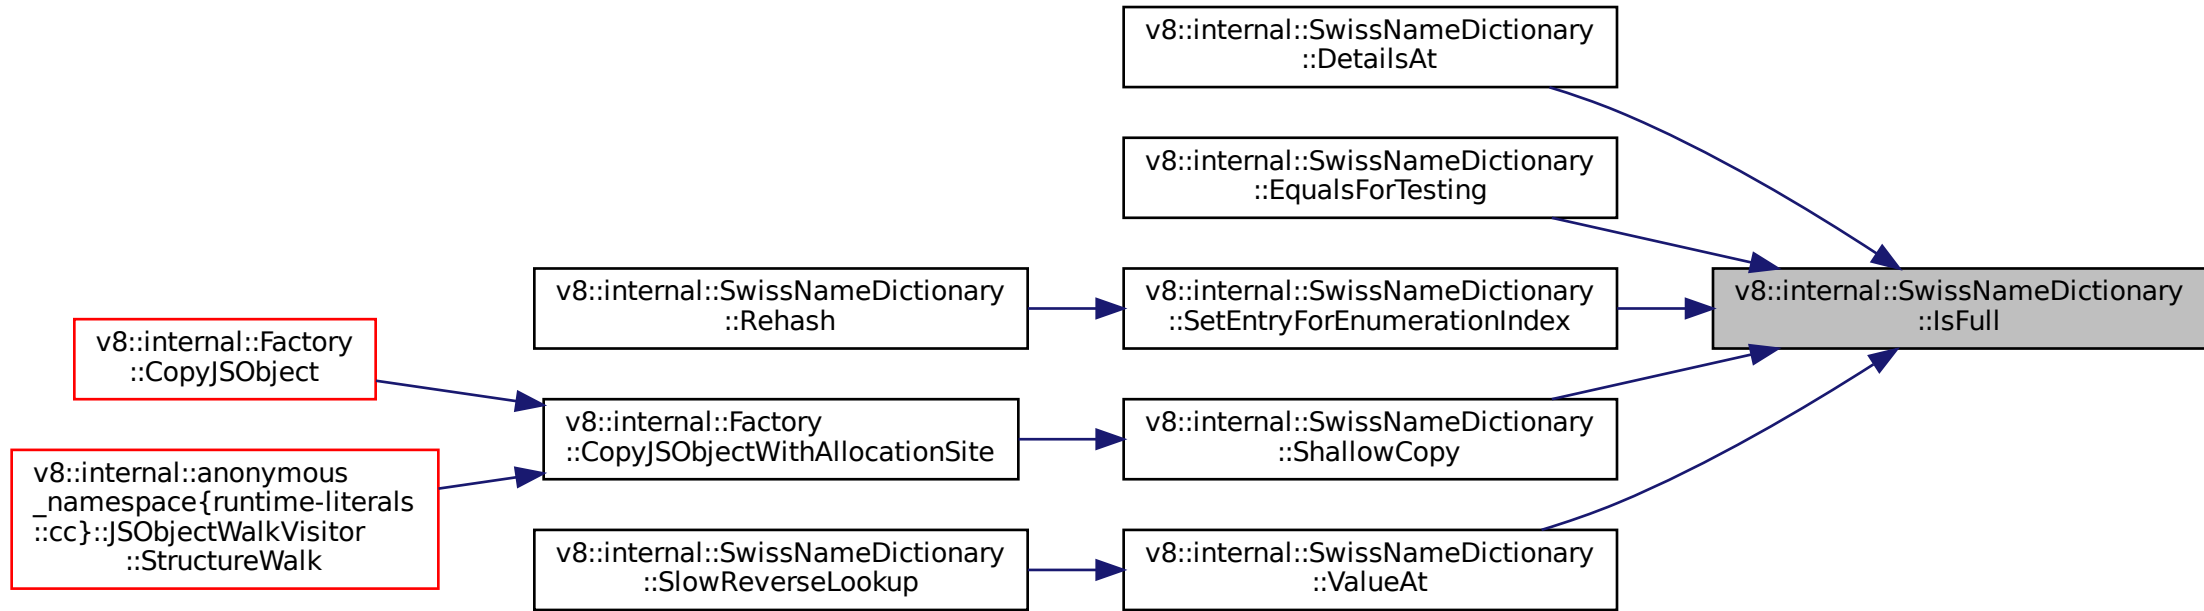 v8::internal::SwissNameDictionary
::DetailsAt
v8::internal::SwissNameDictionary
::EqualsForTesting
v8::internal::SwissNameDictionary
::Rehash
v8::internal::SwissNameDictionary
::SetEntryForEnumerationIndex
v8::internal::SwissNameDictionary
::IsFull
v8::internal::Factory
::CopyJSObject
v8::internal::Factory
::CopyJSObjectWithAllocationSite
v8::internal::SwissNameDictionary
::ShallowCopy
v8::internal::anonymous
_namespace{runtime-literals
::cc}::JSObjectWalkVisitor
::StructureWalk
v8::internal::SwissNameDictionary
::SlowReverseLookup
v8::internal::SwissNameDictionary
::ValueAt